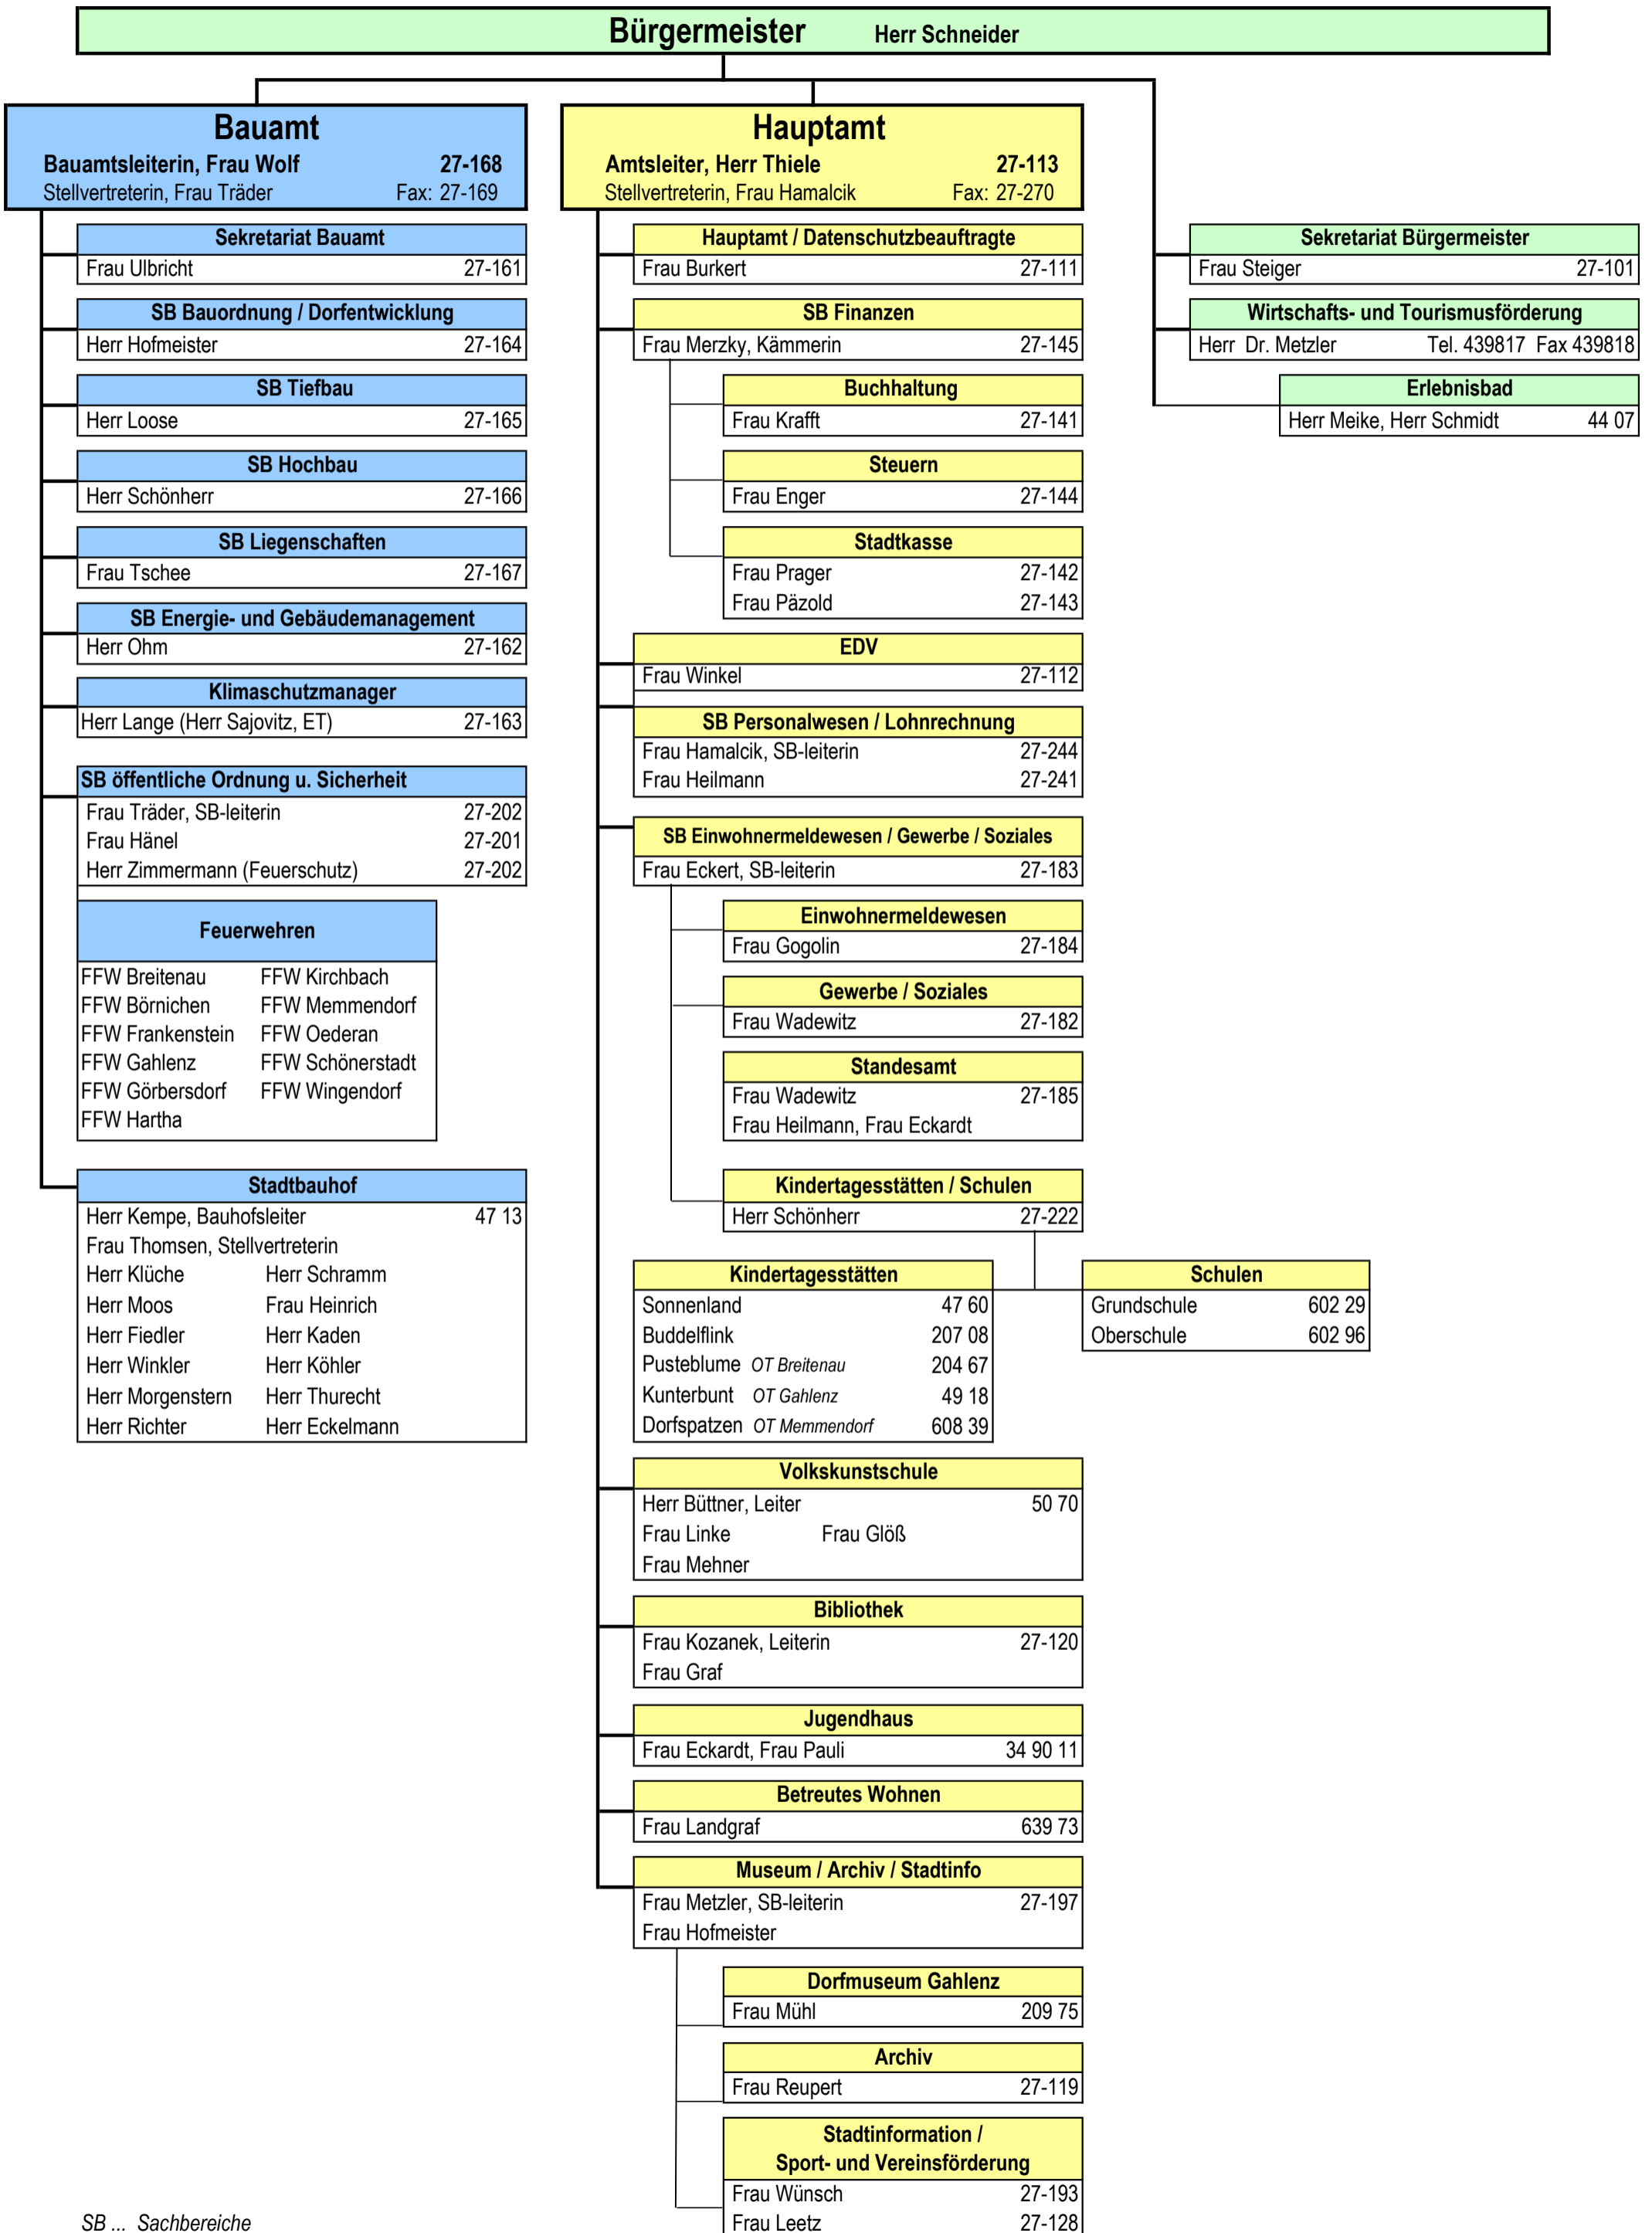 Bürgermeister Herr Schneider
Bauamt
Bauamtsleiterin, Frau Wolf 27-168
Stellvertreterin, Frau Träder Fax: 27-169
Sekretariat Bauamt
Frau Ulbricht 27-161
SB Bauordnung / Dorfentwicklung
Herr Hofmeister 27-164
SB Tiefbau
Herr Loose 27-165
SB Hochbau
Herr Schönherr 27-166
SB Liegenschaften
Frau Tschee 27-167
SB Energie- und Gebäudemanagement
Herr Ohm 27-162
Klimaschutzmanager
Herr Lange (Herr Sajovitz, ET) 27-163
SB öffentliche Ordnung u. Sicherheit
Frau Träder, SB-leiterin 27-202
Frau Hänel 27-201
Herr Zimmermann (Feuerschutz) 27-202
Feuerwehren
FFW Breitenau FFW Kirchbach
FFW Börnichen FFW Memmendorf
FFW Frankenstein FFW Oederan
FFW Gahlenz FFW Schönerstadt
FFW Görbersdorf FFW Wingendorf
FFW Hartha
Stadtbauhof
Herr Kempe, Bauhofsleiter 47 13
Frau Thomsen, Stellvertreterin
Herr Klüche Herr Schramm
Herr Moos Frau Heinrich
Herr Fiedler Herr Kaden
Herr Winkler Herr Köhler
Herr Morgenstern Herr Thurecht
Herr Richter Herr Eckelmann
SB ... Sachbereiche
Hauptamt
Amtsleiter, Herr Thiele 27-113
Stellvertreterin, Frau Hamalcik Fax: 27-270
Hauptamt / Datenschutzbeauftragte
Frau Burkert 27-111
SB Finanzen
Frau Merzky, Kämmerin 27-145
Buchhaltung
Frau Krafft 27-141
Steuern
Frau Enger 27-144
Stadtkasse
Frau Prager 27-142
Frau Päzold 27-143
EDV
Frau Winkel 27-112
SB Personalwesen / Lohnrechnung
Frau Hamalcik, SB-leiterin 27-244
Frau Heilmann 27-241
SB Einwohnermeldewesen / Gewerbe / Soziales
Frau Eckert, SB-leiterin 27-183
Einwohnermeldewesen
Frau Gogolin 27-184
Gewerbe / Soziales
Frau Wadewitz 27-182
Standesamt
Frau Wadewitz 27-185
Frau Heilmann, Frau Eckardt
Kindertagesstätten / Schulen
Herr Schönherr 27-222
Kindertagesstätten
Sonnenland 47 60
Buddelflink 207 08
Pusteblume OT Breitenau 204 67
Kunterbunt OT Gahlenz 49 18
Dorfspatzen OT Memmendorf 608 39
Schulen
Grundschule 602 29
Oberschule 602 96
Volkskunstschule
Herr Büttner, Leiter 50 70
Frau Linke Frau Glöß
Frau Mehner
Bibliothek
Frau Kozanek, Leiterin 27-120
Frau Graf
Jugendhaus
Frau Eckardt, Frau Pauli 34 90 11
Betreutes Wohnen
Frau Landgraf 639 73
Museum / Archiv / Stadtinfo
Frau Metzler, SB-leiterin 27-197
Frau Hofmeister
Dorfmuseum Gahlenz
Frau Mühl 209 75
Archiv
Frau Reupert 27-119
Stadtinformation /
Sport- und Vereinsförderung
Frau Wünsch 27-193
Frau Leetz 27-128
Sekretariat Bürgermeister
Frau Steiger 27-101
Wirtschafts- und Tourismusförderung
Herr Dr. Metzler Tel. 439817 Fax 439818
Erlebnisbad
Herr Meike, Herr Schmidt 44 07